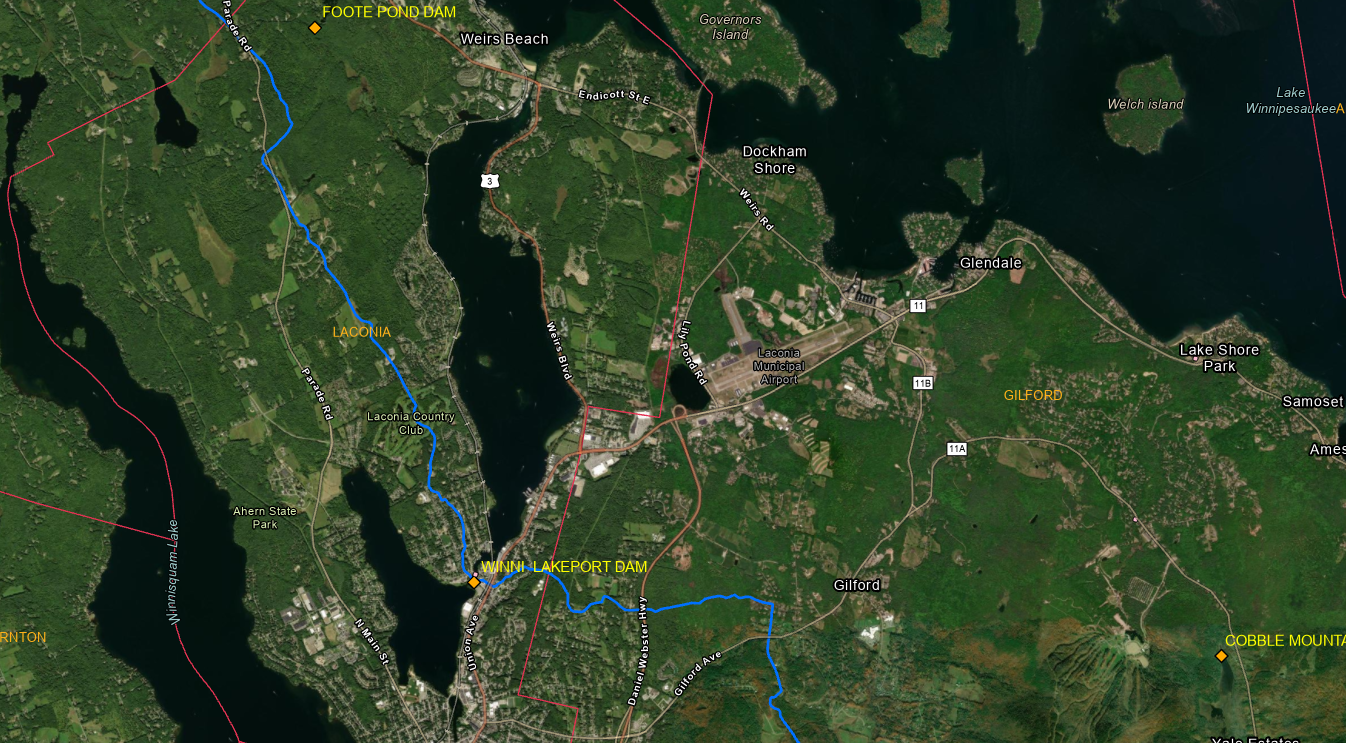 Parade Rd
FOOTE POND DAM
Weirs Beach
Governors
Island
Endicott St E
Welch island
Lake
Winnipesaukee
A
Dockham
Shore
3
Weirs Rd
Glendale
11
LACONIA
Weirs Blvd
Lily Pond Rd
Laconia
Municipal
Airport
Lake Shore
Park
11B
Parade Rd
GILFORD
Samoset
Laconia Country
Club
11A
Ames
Ahern State
Park
Winnisquam Lake
WINNI-LAKEPORT DAM
Gilford
RNTON
N Main St
Union Ave
Daniel Webster Hwy
Gilford Ave
COBBLE MOUNTA
Yale Estates